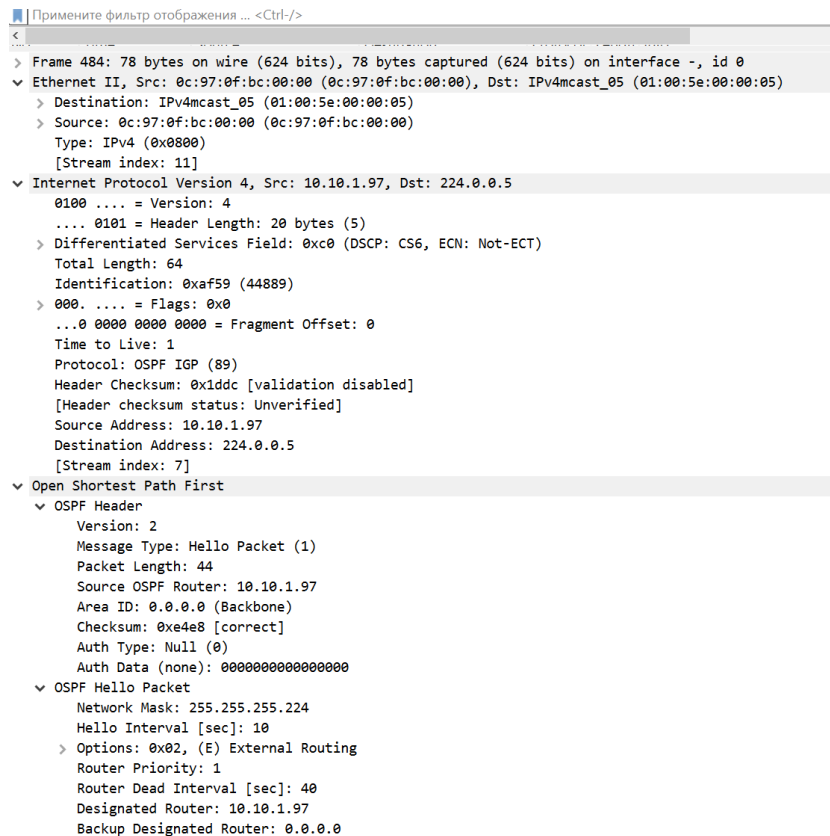 Примените фильтр отображения ... <Ctrl-/>
Frame 484: 78 bytes on wire (624 bits), 78 bytes captured (624 bits) on interface -, id 0
Ethernet II, Src: 0c:97:0f:bc:00:00 (0c:97:0f:bc:00:00), Dst: IPv4mcast_05 (01:00:5e:00:00:05)
Destination: IPv4mcast_05 (01:00:5e:00:00:05)
Source: 0c:97:0f:bc:00:00 (0c:97:0f:bc:00:00)
Type: IPv4 (0x0800)
[Stream index: 11]
Internet Protocol Version 4, Src: 10.10.1.97, Dst: 224.0.0.5
0100 .... = Version: 4
.... 0101 = Header Length: 20 bytes (5)
Differentiated Services Field: 0xc0 (DSCP: CS6, ECN: Not-ECT)
Total Length: 64
Identification: 0xaf59 (44889)
000. .... = Flags: 0x0
...0 0000 0000 0000 = Fragment Offset: 0
Time to Live: 1
Protocol: OSPF IGP (89)
Header Checksum: 0x1ddc [validation disabled]
[Header checksum status: Unverified]
Source Address: 10.10.1.97
Destination Address: 224.0.0.5
[Stream index: 7]
Open Shortest Path First
OSPF Header
Version: 2
Message Type: Hello Packet (1)
Packet Length: 44
Source OSPF Router: 10.10.1.97
Area ID: 0.0.0.0 (Backbone)
Checksum: 0xe4e8 [correct]
Auth Type: Null (0)
Auth Data (none): 0000000000000000
OSPF Hello Packet
Network Mask: 255.255.255.224
Hello Interval [sec]: 10
Options: 0x02, (E) External Routing
Router Priority: 1
Router Dead Interval [sec]: 40
Designated Router: 10.10.1.97
Backup Designated Router: 0.0.0.0